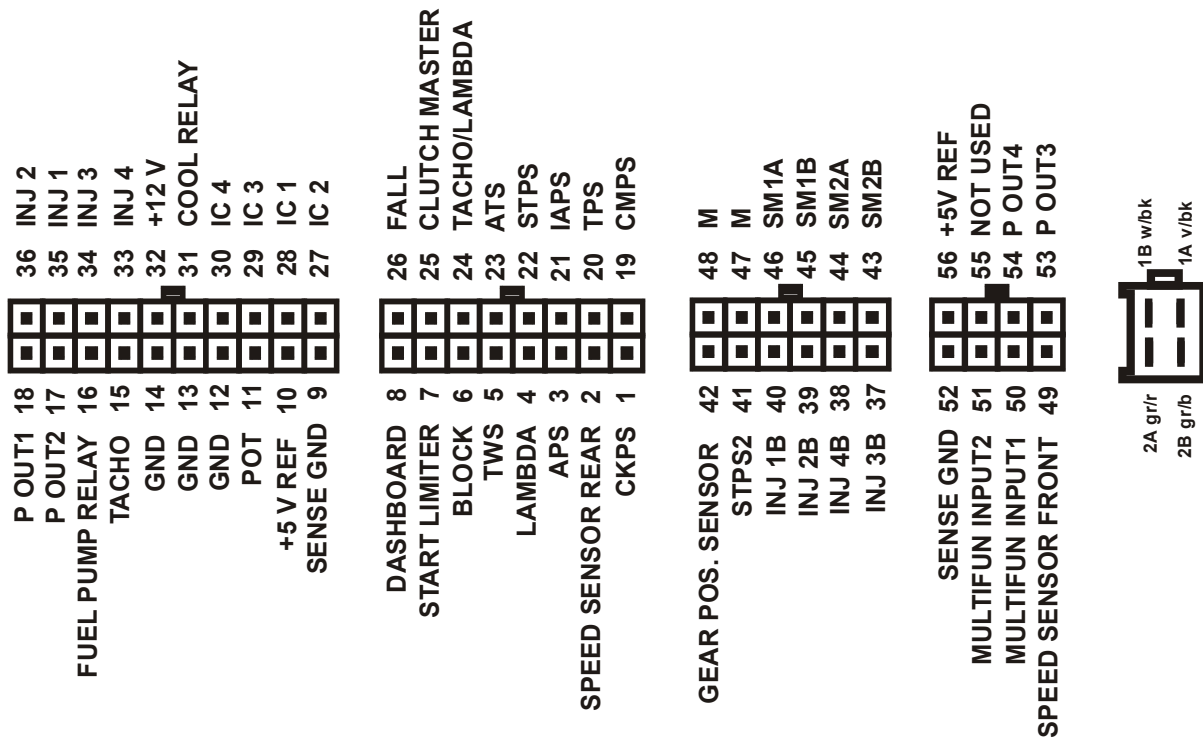 36 INJ 2
35 INJ 1
34 INJ 3
33 INJ 4
32 +12 V
31 COOL RELAY
30 IC 4
29 IC 3
28 IC 1
27 IC 2
P OUT1 18
P OUT2 17
FUEL PUMP RELAY 16
TACHO 15
GND 14
GND 13
GND 12
POT 11
+5 V REF 10
SENSE GND 9
26 FALL
25 CLUTCH MASTER
24 TACHO/LAMBDA
23 ATS
22 STPS
21 IAPS
20 TPS
19 CMPS
DASHBOARD 8
START LIMITER 7
BLOCK 6
TWS 5
LAMBDA 4
APS 3
SPEED SENSOR REAR 2
CKPS 1
48 M
47 M
46 SM1A
45 SM1B
44 SM2A
43 SM2B
GEAR POS. SENSOR 42
STPS2 41
INJ 1B 40
INJ 2B 39
INJ 4B 38
INJ 3B 37
56 +5V REF
55 NOT USED
54 P OUT4
53 P OUT3
SENSE GND 52
MULTIFUN INPUT2 51
MULTIFUN INPUT1 50
SPEED SENSOR FRONT 49
1B w/bk
1A v/bk
2A gr/r
2B gr/b